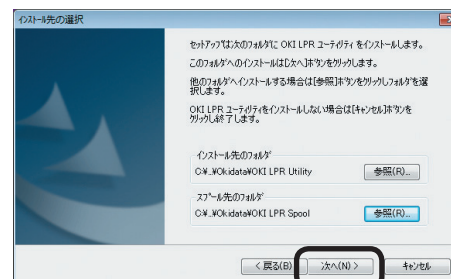 インストール先の選択
セットアップは次のフォルダに OKI LPR ユーティリティ をインストールします。
このフォルダへのインストールは[次へ]ボタンをクリックします。
他のフォルダへインストールする場合は[参照]ボタンをクリックしフォルダを選
択します。
OKI LPR ユーティリティをインストールしない場合は[キャンセル]ボタンを
クリックし終了します。
インストール先のフォルダ
C:¥..¥Okidata¥OKI LPR Utility
参照(R)...
スプール先のフォルダ
C:¥..¥Okidata¥OKI LPR Spool
参照(R)...
< 戻る(B)
次へ(N) >
キャンセル